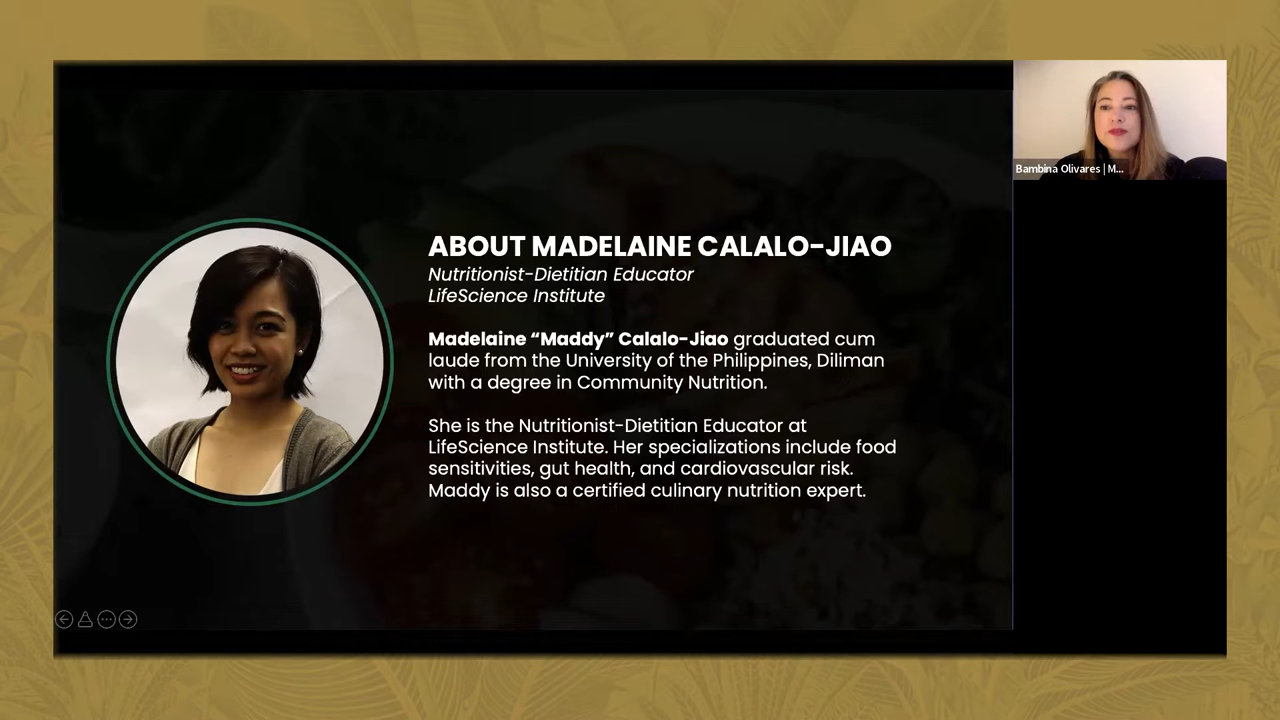 ABOUT MADELAINE CALALO-JIAO
Nutritionist-Dietitian Educator
LifeScience Institute
Madelaine “Maddy” Calalo-Jiao graduated cum
laude from the University of the Philippines, Diliman
with a degree in Community Nutrition.
She is the Nutritionist-Dietitian Educator at
LifeScience Institute. Her specializations include food
sensitivities, gut health, and cardiovascular risk.
Maddy is also a certified culinary nutrition expert.
Bambina Olivares | M...